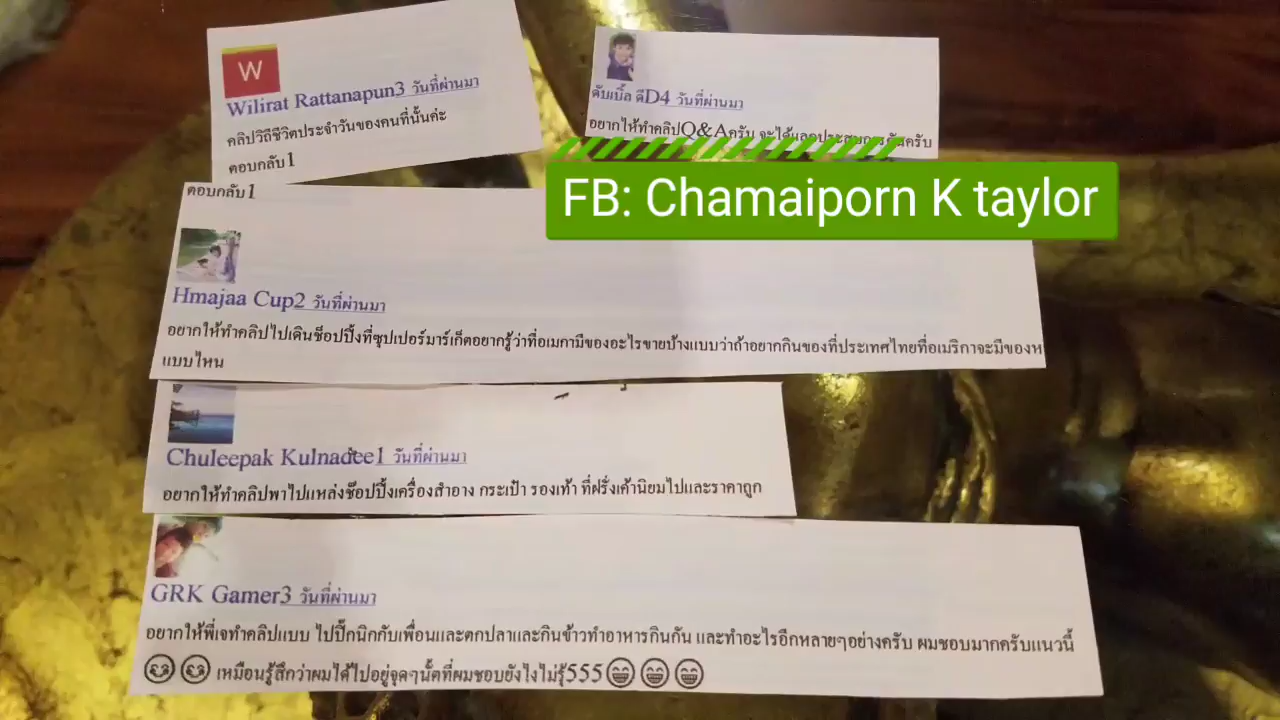 W
Wilirat Rattanapun3 วันที่ผ่านมา
คลิปวิถีชีวิตประจำวันของคนที่นั้นค่ะ
ตอบกลับ1
ดับเบิ้ล ดีD4 วันที่ผ่านมา
อยากให้ทำคลิปQ&Aครับ จะได้แลกประสบการณ์กันครับ
FB: Chamaiporn K taylor
ตอบกลับ1
Hmajaa Cup2 วันที่ผ่านมา
อยากให้ทำคลิปไปเดินช็อปปิ้งที่ซุปเปอร์มาร์เก็ตอยากรู้ว่าที่อเมกามีของอะไรขายบ้างแบบว่าถ้าอยากกินของที่ประเทศไทยที่อเมริกาจะมีของห
แบบไหน
Chuleepak Kulnadee1 วันที่ผ่านมา
อยากให้ทำคลิปพาไปแหล่งช๊อปปิ้งเครื่องสำอาง กระเป๋า รองเท้า ที่ฝรั่งเค้านิยมไปและราคาถูก
GRK Gamer3 วันที่ผ่านมา
อยากให้พี่เจทำคลิปแบบ ไปปิ๊กนิกกับเพื่อนและตกปลาและกินข้าวทำอาหารกินกัน และทำอะไรอีกหลายๆอย่างครับ ผมชอบมากครับแนวนี้
เหมือนรู้สึกว่าผมได้ไปอยู่จุดๆนั้ตที่ผมชอบยังไงไม่รุ้555